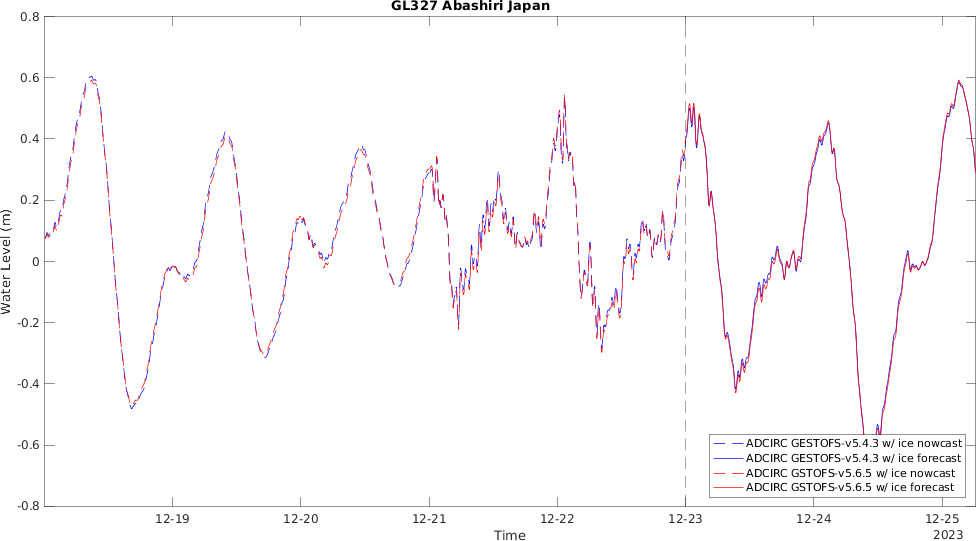 GL327 Abashiri Japan
0.8
0.6
0.4
0.2
0
-0.2
-0.4
-0.6
-0.8
Water Level (m)
ADCIRC GESTOFS-v5.4.3 w/ ice nowcast
ADCIRC GESTOFS-v5.4.3 w/ ice forecast
ADCIRC GSTOFS-v5.6.5 w/ ice nowcast
ADCIRC GSTOFS-v5.6.5 w/ ice forecast
12-19 12-20 12-21 12-22 12-23 12-24 12-25
Time 2023